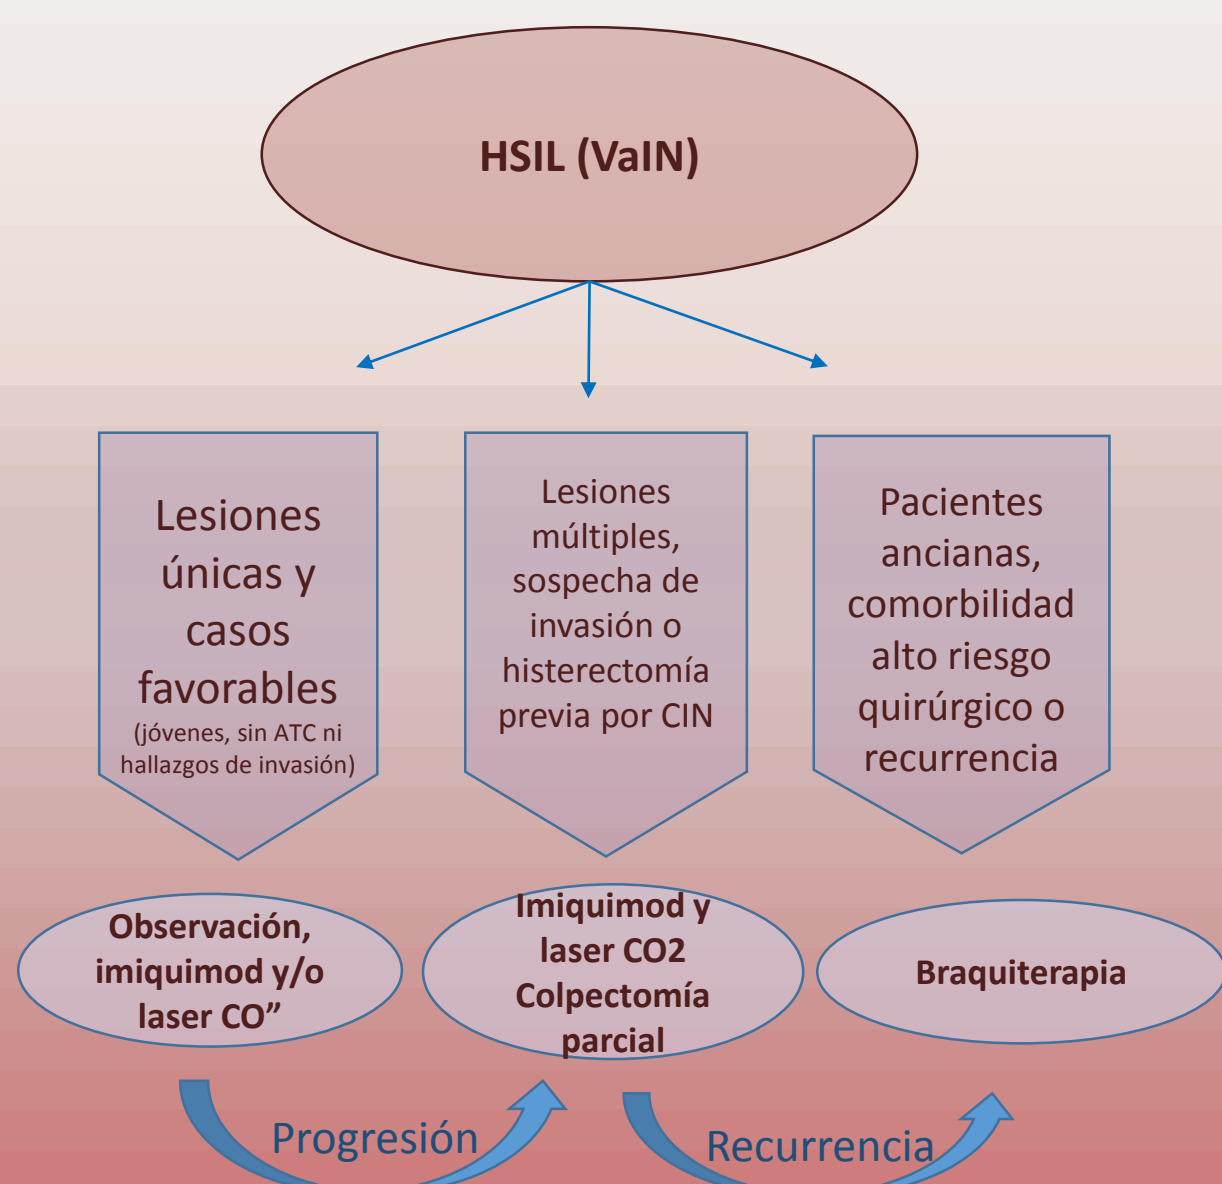 HSIL (VaIN)
Lesiones
únicas y
casos
favorables
(jóvenes, sin ATC ni
hallazgos de invasión)
Lesiones
múltiples,
sospecha de
invasión o
histerectomía
previa por CIN
Pacientes
ancianas,
comorbilidad
alto riesgo
quirúrgico o
recurrencia
Observación,
imiquimod y/o
laser CO”
Imiquimod y
laser CO2
Colpectomía
parcial
Braquiterapia
Progresión
Recurrencia